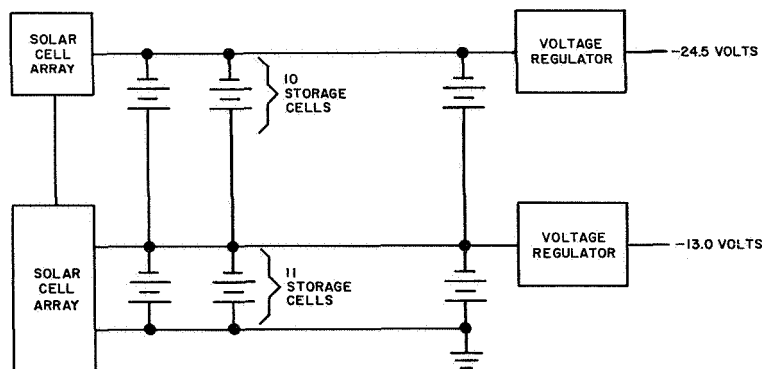 SOLAR
CELL
ARRAY
10
STORAGE
CELLS
VOLTAGE
REGULATOR
−24.5 VOLTS
SOLAR
CELL
ARRAY
11
STORAGE
CELLS
VOLTAGE
REGULATOR
−13.0 VOLTS